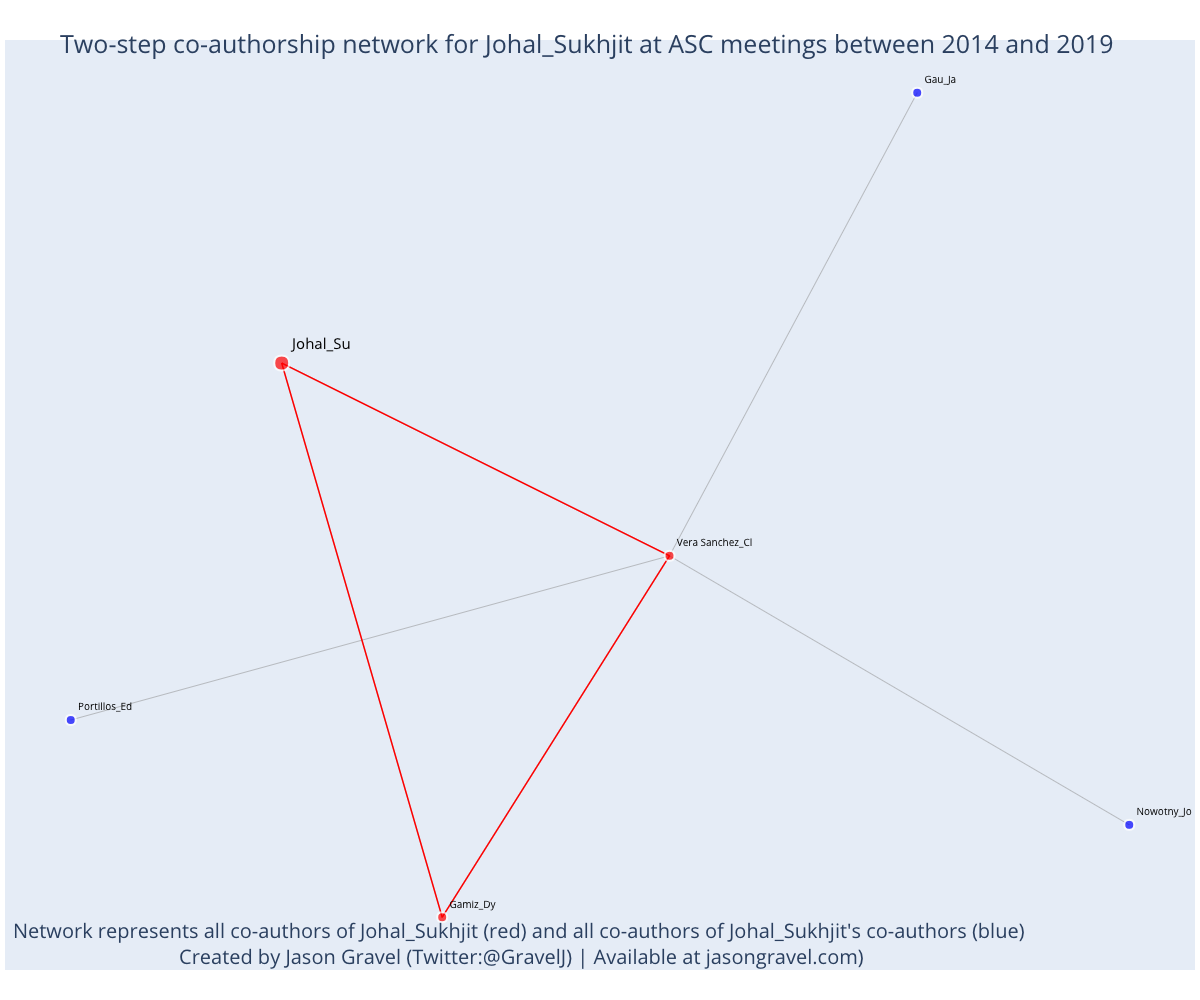 Two-step co-authorship network for Johal_Sukhjit at ASC meetings between 2014 and 2019
Gau_Ja
Johal_Su
Vera Sanchez_Cl
Portillos_Ed
Nowotny_Jo
Gamiz_Dy
Network represents all co-authors of Johal_Sukhjit (red) and all co-authors of Johal_Sukhjit's co-authors (blue)
Created by Jason Gravel (Twitter:@GravelJ) | Available at jasongravel.com)